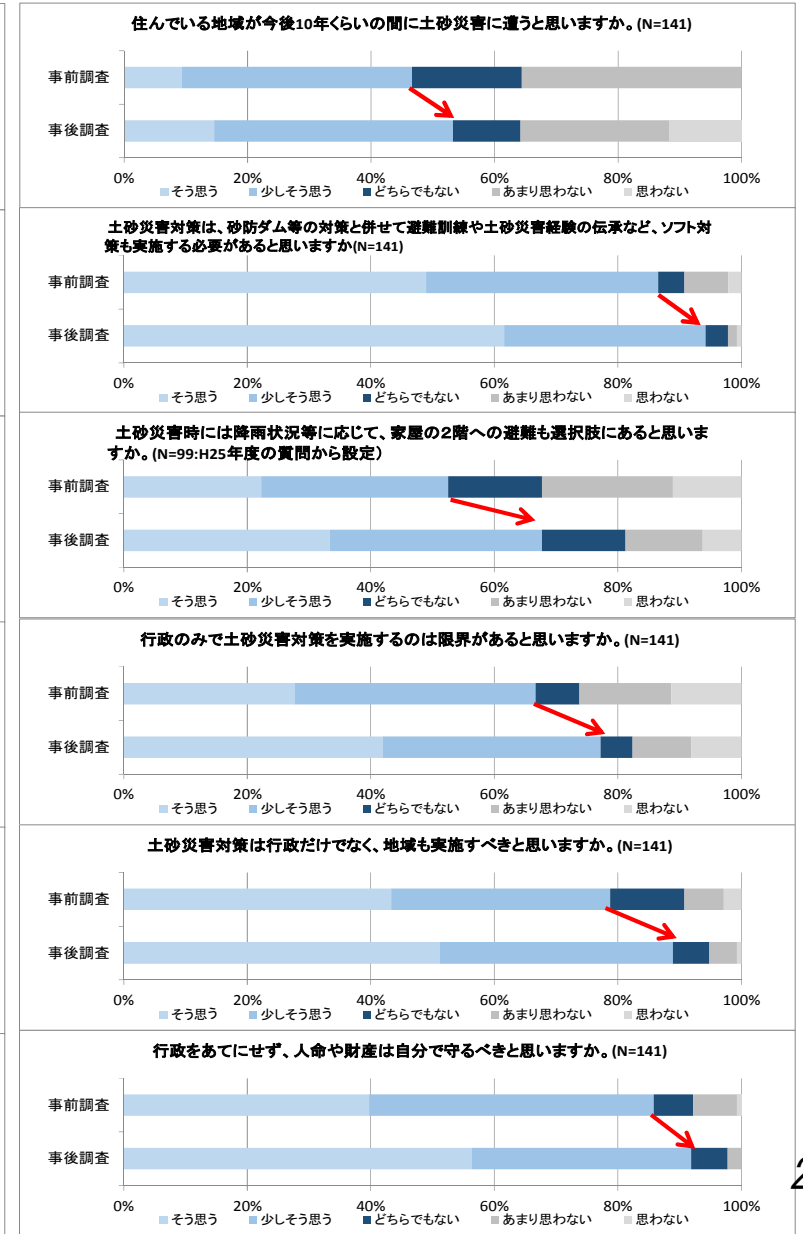 住んでいる地域が今後10年くらいの間に土砂災害に遭うと思いますか。(N=141)
事前調査
事後調査
0% 20% 40% 60% 80% 100%
そう思う 少しそう思う どちらでもない あまり思わない 思わない
土砂災害対策は、砂防ダム等の対策と併せて避難訓練や土砂災害経験の伝承など、ソフト対
策も実施する必要があると思いますか(N=141)
事前調査
事後調査
0% 20% 40% 60% 80% 100%
そう思う 少しそう思う どちらでもない あまり思わない 思わない
土砂災害時には降雨状況等に応じて、家屋の2階への避難も選択肢にあると思いま
すか。(N=99:H25年度の質問から設定)
事前調査
事後調査
0% 20% 40% 60% 80% 100%
そう思う 少しそう思う どちらでもない あまり思わない 思わない
行政のみで土砂災害対策を実施するのは限界があると思いますか。(N=141)
事前調査
事後調査
0% 20% 40% 60% 80% 100%
そう思う 少しそう思う どちらでもない あまり思わない 思わない
土砂災害対策は行政だけでなく、地域も実施すべきと思いますか。(N=141)
事前調査
事後調査
0% 20% 40% 60% 80% 100%
そう思う 少しそう思う どちらでもない あまり思わない 思わない
行政をあてにせず、人命や財産は自分で守るべきと思いますか。(N=141)
事前調査
事後調査
2
0% 20% 40% 60% 80% 100%
そう思う 少しそう思う どちらでもない あまり思わない 思わない